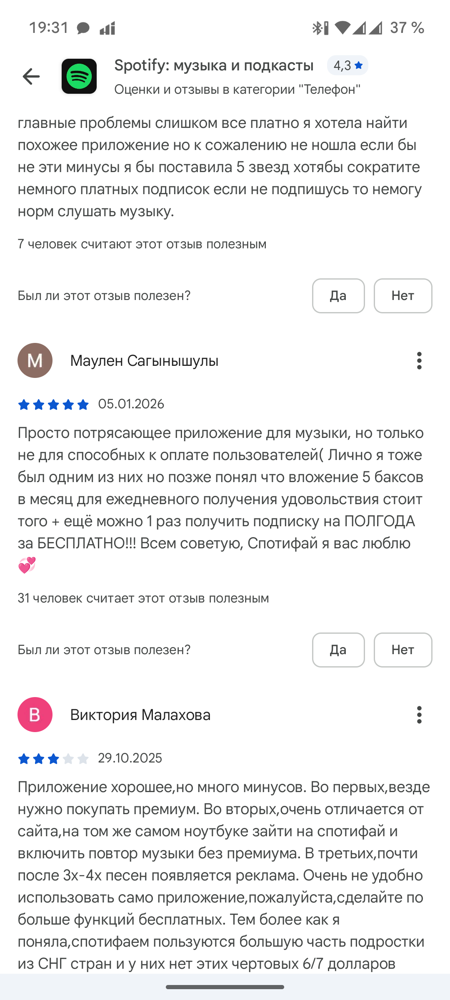 19:31
37 %
Spotify: музыка и подкасты
4,3
Оценки и отзывы в категории "Телефон"
главные проблемы слишком все платно я хотела найти
похожее приложение но к сожалению не ношла если бы
не эти минусы я бы поставила 5 звезд хотябы сократите
немного платных подписок если не подпишусь то немогу
норм слушать музыку.
7 человек считают этот отзыв полезным
Был ли этот отзыв полезен?
Да
Нет
М
Маулен Сагынышулы
05.01.2026
Просто потрясающее приложение для музыки, но только
не для способных к оплате пользователей( Лично я тоже
был одним из них но позже понял что вложение 5 баксов
в месяц для ежедневного получения удовольствия стоит
того + ещё можно 1 раз получить подписку на ПОЛГОДА
за БЕСПЛАТНО!!! Всем советую, Спотифай я вас люблю
💞
31 человек считает этот отзыв полезным
Был ли этот отзыв полезен?
Да
Нет
В
Виктория Малахова
29.10.2025
Приложение хорошее,но много минусов. Во первых,везде
нужно покупать премиум. Во вторых,очень отличается от
сайта,на том же самом ноутбуке зайти на спотифай и
включить повтор музыки без премиума. В третьих,почти
после 3х-4х песен появляется реклама. Очень не удобно
использовать само приложение,пожалуйста,сделайте по
больше функций бесплатных. Тем более как я
поняла,спотифаем пользуются большую часть подростки
из СНГ стран и у них нет этих чертовых 6/7 долларов